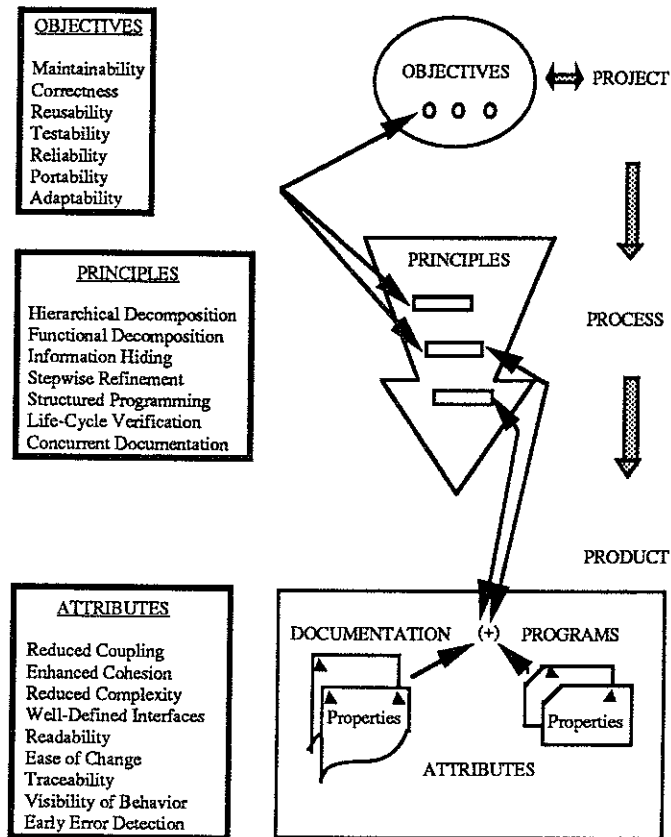 OBJECTIVES
Maintainability
Correctness
Reusability
Testability
Reliability
Portability
Adaptability
OBJECTIVES
PROJECT
PRINCIPLES
Hierarchical Decomposition
Functional Decomposition
Information Hiding
Stepwise Refinement
Structured Programming
Life-Cycle Verification
Concurrent Documentation
PRINCIPLES
PROCESS
PRODUCT
ATTRIBUTES
Reduced Coupling
Enhanced Cohesion
Reduced Complexity
Well-Defined Interfaces
Readability
Ease of Change
Traceability
Visibility of Behavior
Early Error Detection
DOCUMENTATION (+) PROGRAMS
Properties
Properties
ATTRIBUTES